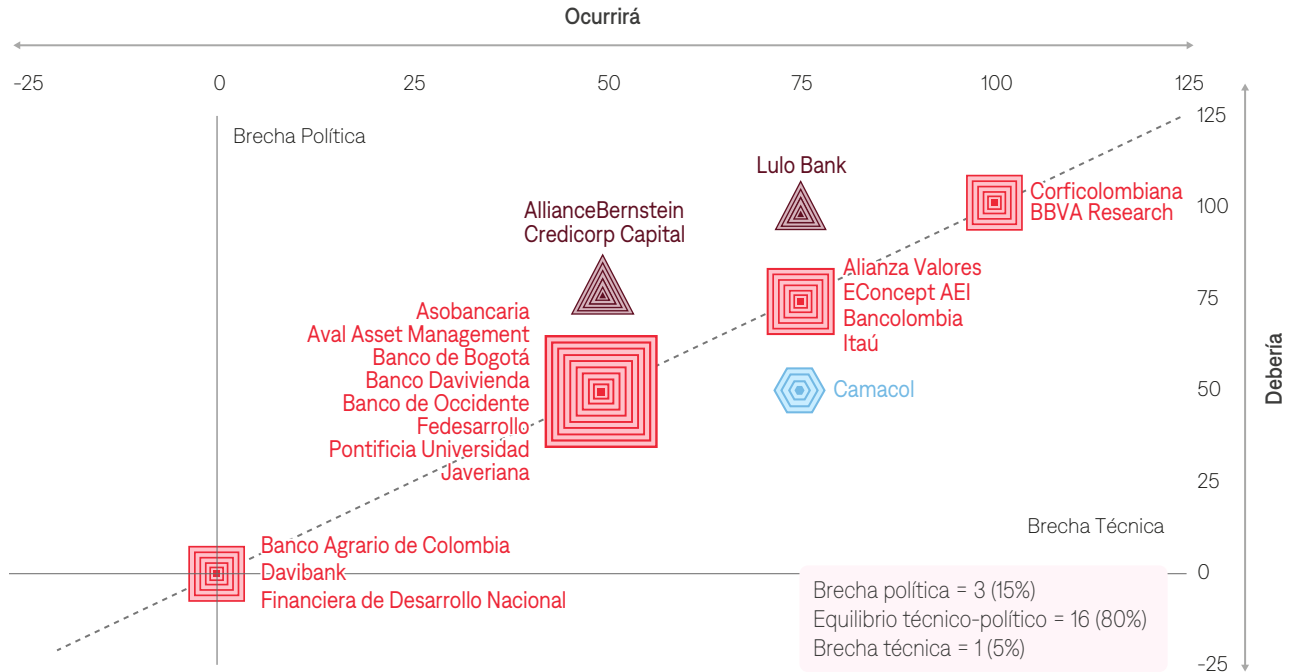 Ocurrirá
-25 0 25 50 75 100 125
125
Brecha Política
Lulo Bank
Corficolombiana
BBVA Research
100
AllianceBernstein
Credicorp Capital
Alianza Valores
EConcept AEI
Bancolombia
Itaú
75
Asobancaria
Aval Asset Management
Banco de Bogotá
Banco Davivienda
Banco de Occidente
Fedesarrollo
Pontificia Universidad
Javeriana
Camacol
50
Debería
25
Brecha Técnica
Banco Agrario de Colombia
Davibank
Financiera de Desarrollo Nacional
0
Brecha política = 3 (15%)
Equilibrio técnico-político = 16 (80%)
Brecha técnica = 1 (5%)
-25